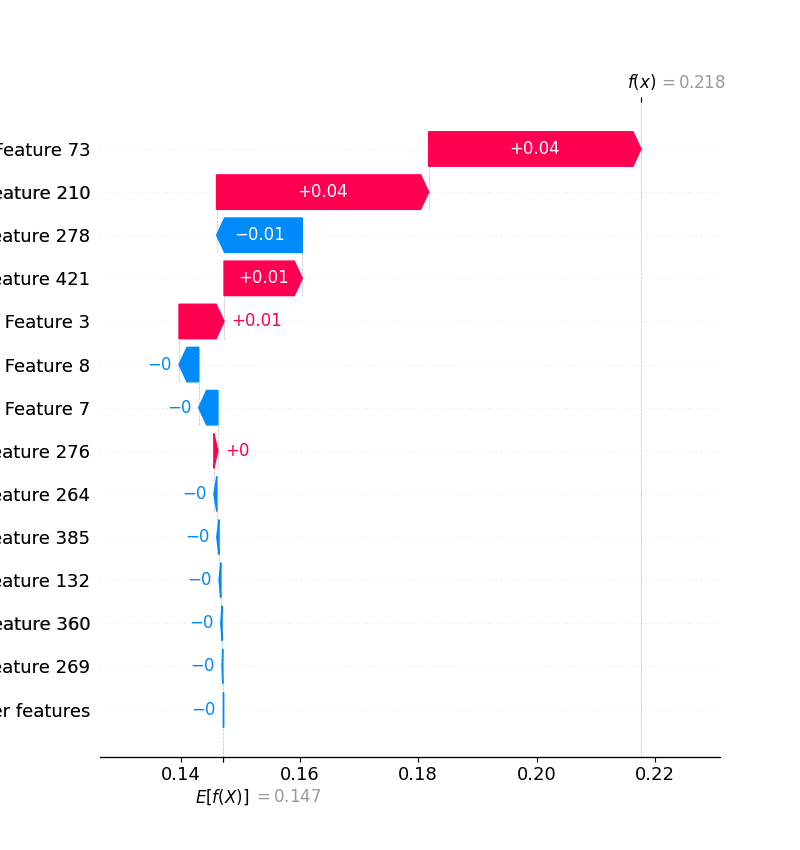 f(x) = 0.218
Feature 73
+0.04
eature 210
+0.04
eature 278
−0.01
eature 421
+0.01
Feature 3
+0.01
Feature 8
−0
Feature 7
−0
eature 276
+0
eature 264
−0
eature 385
−0
eature 132
−0
eature 360
−0
eature 269
−0
er features
−0
0.14 0.16 0.18 0.20 0.22
E[f(X)] = 0.147